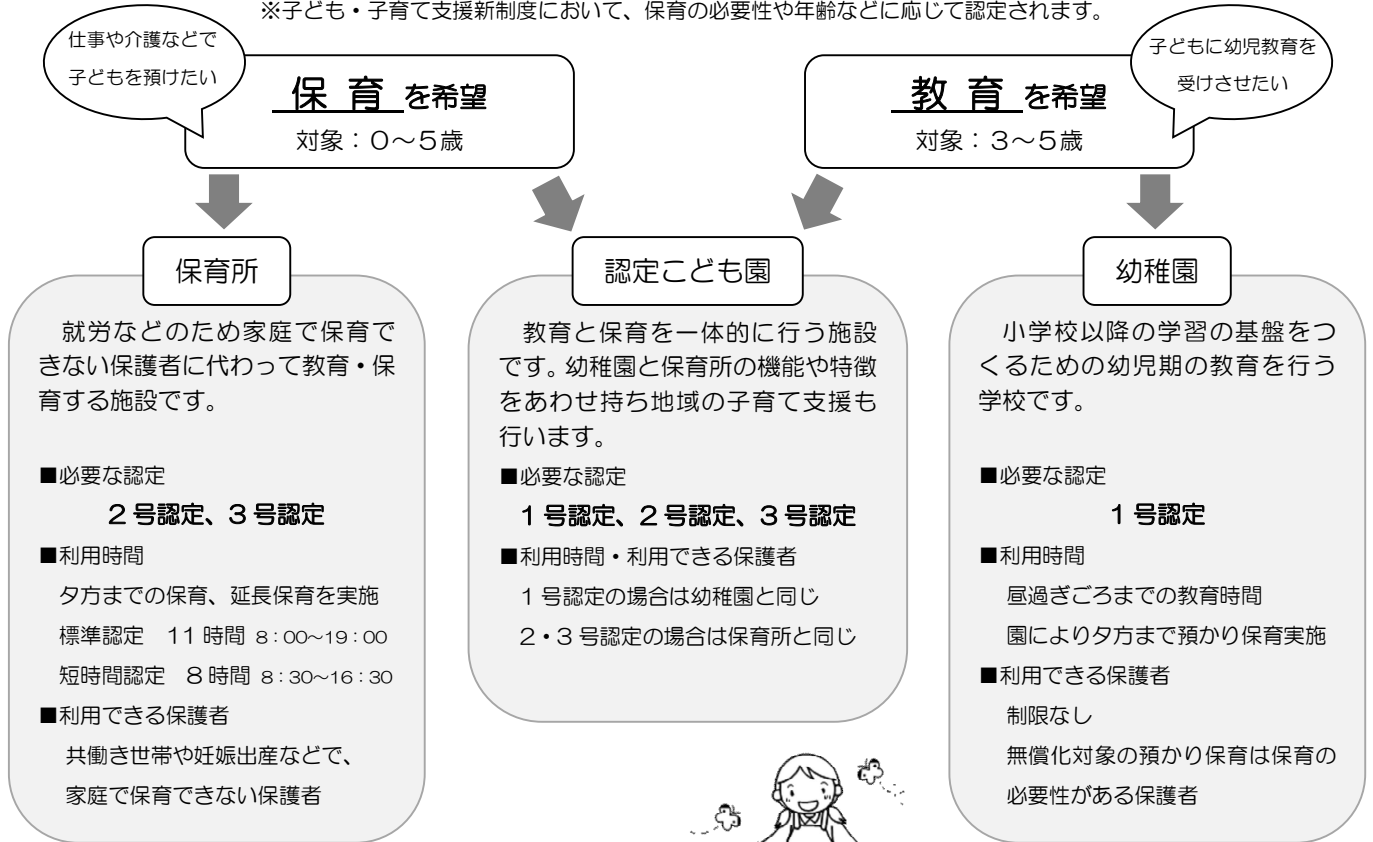 ※子ども・子育て支援新制度において、保育の必要性や年齢などに応じて認定されます。
仕事や介護などで
子どもを預けたい
保 育 を希望
対象：０～５歳
教 育 を希望
対象：３～５歳
子どもに幼児教育を
受けさせたい
保育所
就労などのため家庭で保育で
きない保護者に代わって教育・保
育する施設です。
■必要な認定
２号認定、３号認定
■利用時間
夕方までの保育、延長保育を実施
標準認定　11 時間 8：00～19：00
短時間認定　８時間 8：30～16：30
■利用できる保護者
共働き世帯や妊娠出産などで、
家庭で保育できない保護者
認定こども園
教育と保育を一体的に行う施設
です。幼稚園と保育所の機能や特徴
をあわせ持ち地域の子育て支援も
行います。
■必要な認定
１号認定、２号認定、３号認定
■利用時間・利用できる保護者
１号認定の場合は幼稚園と同じ
２・３号認定の場合は保育所と同じ
幼稚園
小学校以降の学習の基盤をつ
くるための幼児期の教育を行う
学校です。
■必要な認定
１号認定
■利用時間
昼過ぎごろまでの教育時間
園により夕方まで預かり保育実施
■利用できる保護者
制限なし
無償化対象の預かり保育は保育の
必要性がある保護者